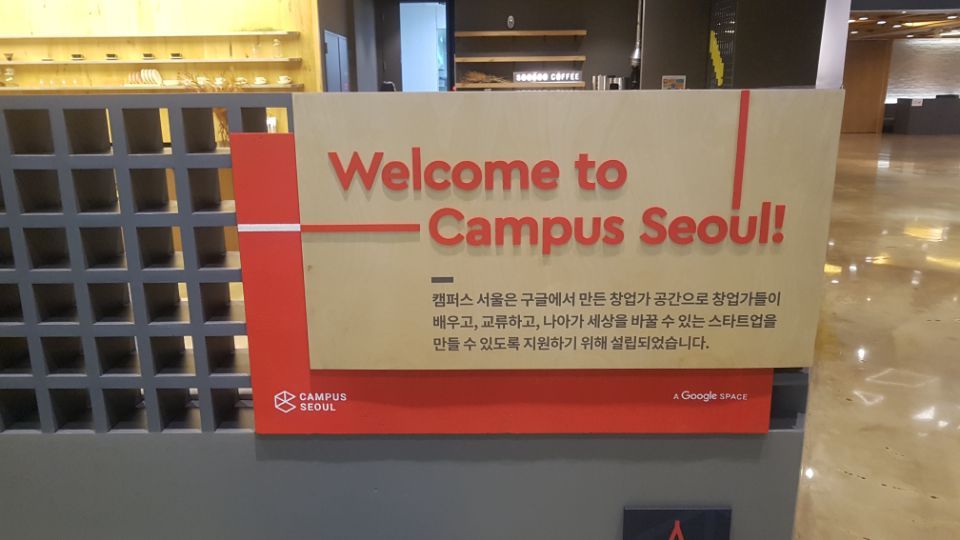 Welcome to
Campus Seoul!
캠퍼스 서울은 구글에서 만든 창업가 공간으로 창업가들이
배우고, 교류하고, 나아가 세상을 바꿀 수 있는 스타트업을
만들 수 있도록 지원하기 위해 설립되었습니다.
CAMPUS
SEOUL
A Google SPACE
COFFEE